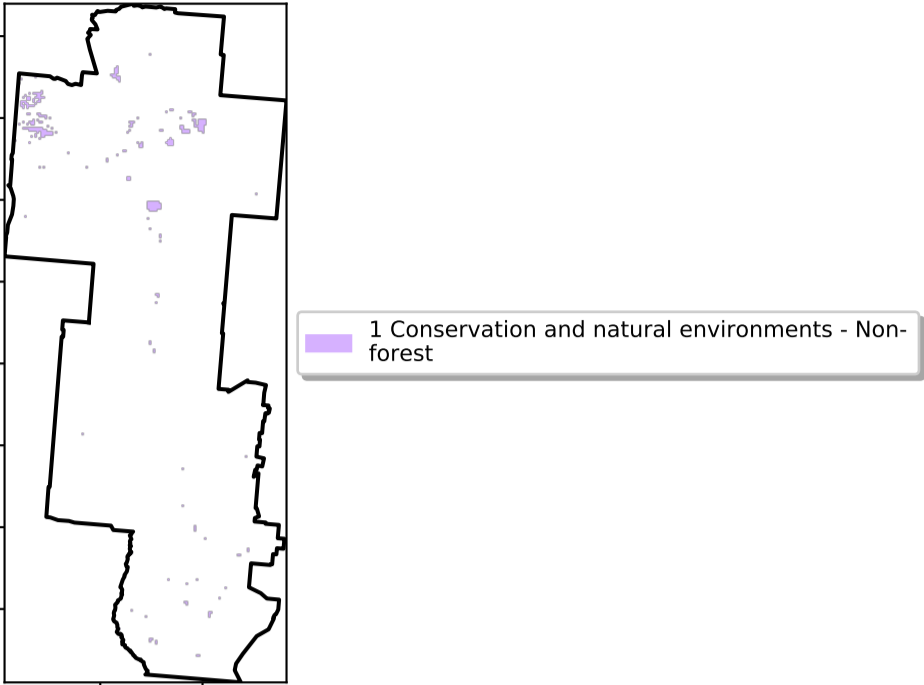 1 Conservation and natural environments - Non-
forest